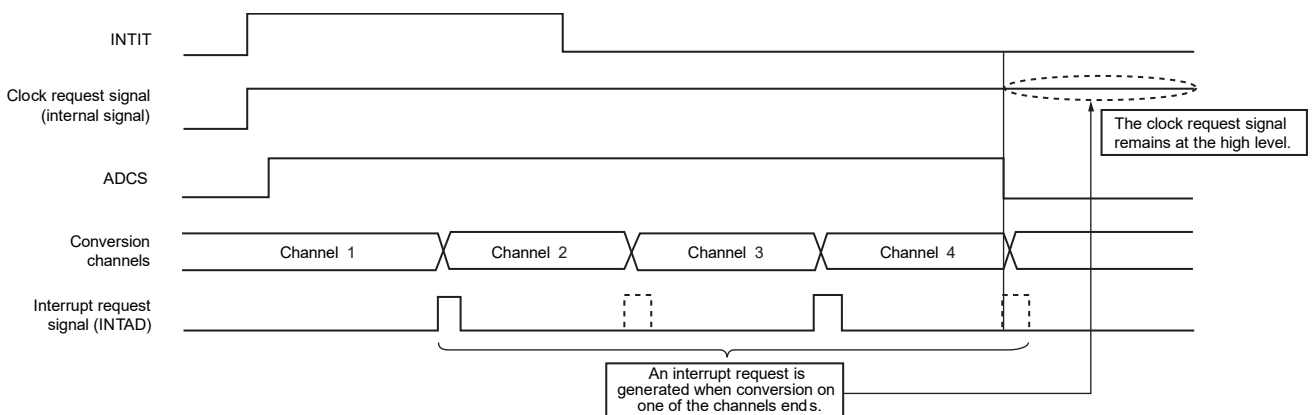 INTIT
Clock request signal
(internal signal)
The clock request signal
remains at the high level.
ADCS
Conversion
channels
Channel 1
Channel 2
Channel 3
Channel 4
Interrupt request
signal (INTAD)
An interrupt request is
generated when conversion on
one of the channels ends.